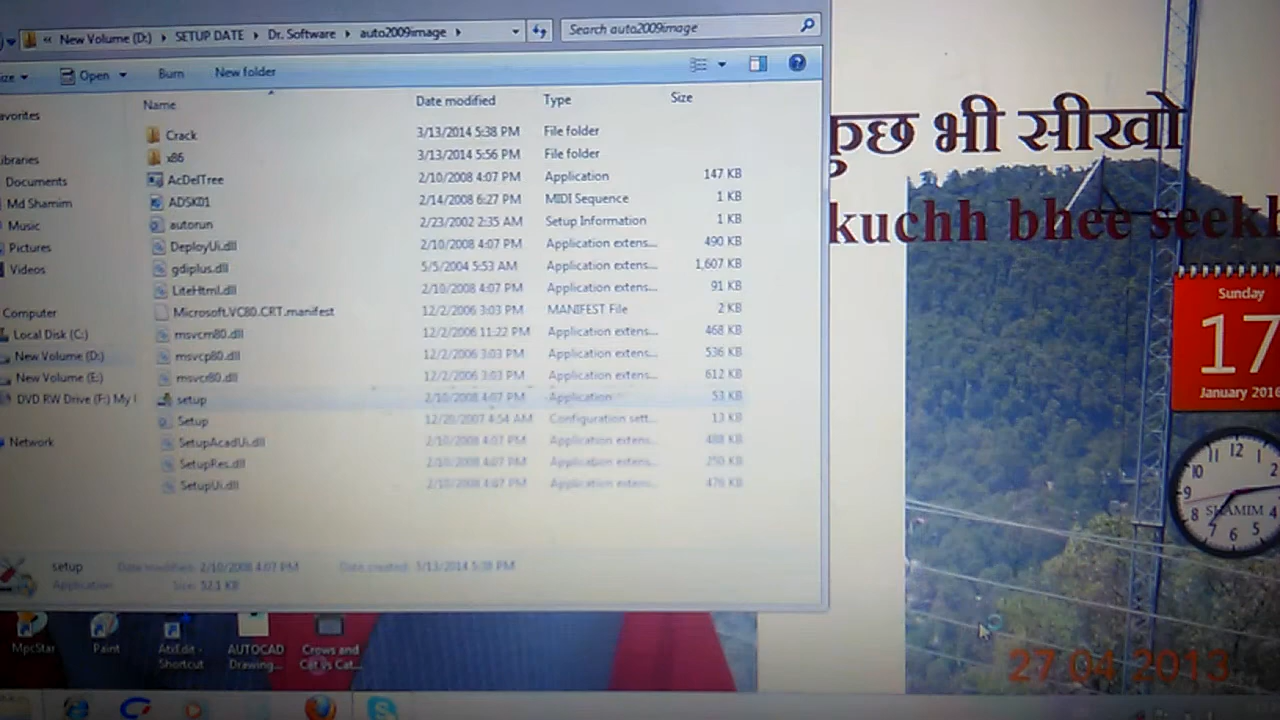 New Volume (D:) SETUP DATE Dr. Software auto2009image Search auto2009image
Open Burn New folder
Name Date modified Type Size
Crack 3/13/2014 5:38 PM File folder
x86 3/13/2014 5:56 PM File folder
AcDelTree 2/10/2008 4:07 PM Application 147 KB
ADSK01 2/14/2008 6:27 PM MIDI Sequence 1 KB
autorun 2/23/2002 2:35 AM Setup Information 1 KB
DeployUi.dll 2/10/2008 4:07 PM Application extens... 490 KB
gdiplus.dll 5/5/2004 5:53 AM Application extens... 1,607 KB
LiteHtml.dll 2/10/2008 4:07 PM Application extens... 91 KB
Microsoft.VC80.CRT.manifest 12/2/2006 3:03 PM MANIFEST File 2 KB
msvcm80.dll 12/2/2006 11:22 PM Application extens... 468 KB
msvcp80.dll 12/2/2006 3:03 PM Application extens... 536 KB
msvcr80.dll 12/2/2006 3:03 PM Application extens... 612 KB
setup 2/10/2008 4:07 PM Application 53 KB
Setup 12/20/2007 4:54 AM Configuration sett... 13 KB
SetupAcadUi.dll 2/10/2008 4:07 PM Application extens... 488 KB
SetupRes.dll 2/10/2008 4:07 PM Application extens... 250 KB
SetupUi.dll 2/10/2008 4:07 PM Application extens... 476 KB
Documents
Md Shamim
Music
Pictures
Videos
Computer
Local Disk (C:)
New Volume (D:)
New Volume (E:)
DVD RW Drive (F:) My
Network
setup Date modified: 2/10/2008 4:07 PM Date created: 3/13/2014 5:38 PM
Application Size: 52.1 KB
MpcStar
Paint
AtxEdit -
Shortcut
AUTOCAD
Drawing...
Crows and
Cat vs Cat...
कुछ भी सीखो
kuchh bhee seekh
Sunday
17
January 2016
11 12 1
10 2
9
8 SHAMIM 4
7 6 5
27 04 2013